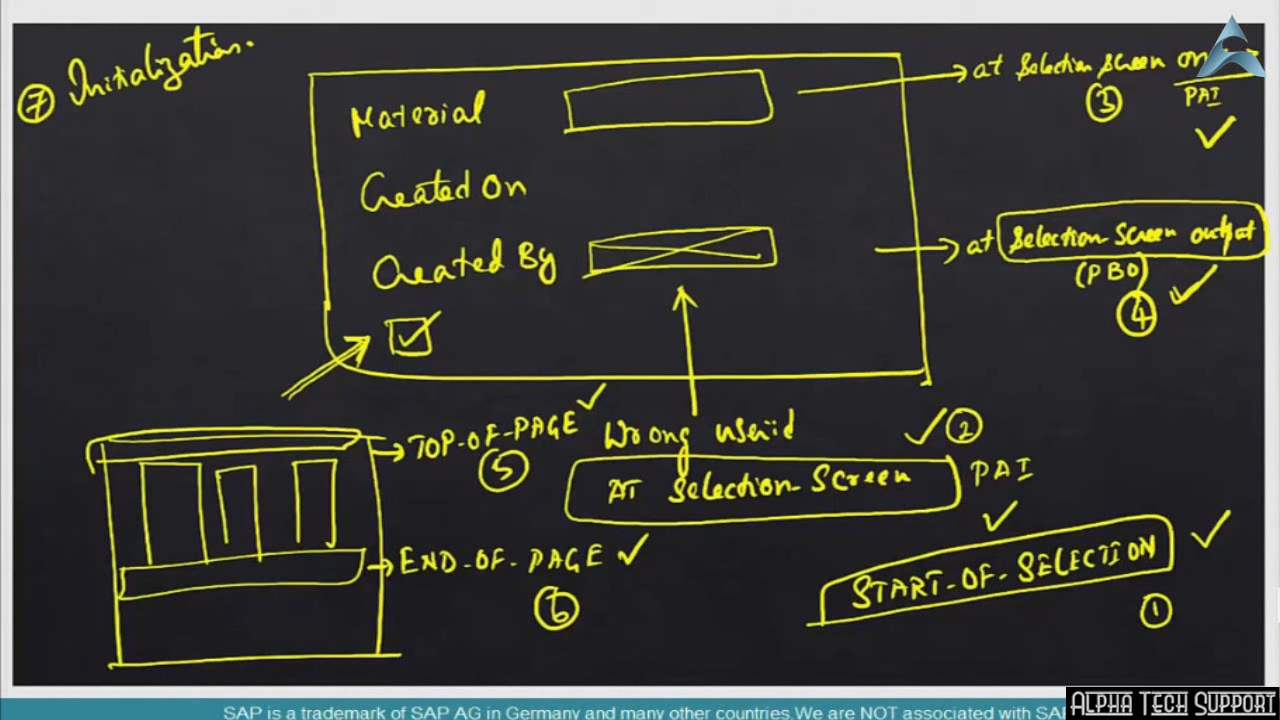 ⑦ Initialization.
Material
at selection screen on
③
PAI
Created On
Created By
at selection-screen output
(PBO)
④
TOP-OF-PAGE
⑤
Wrong userid
②
AT selection-screen
PAI
END-OF-PAGE
⑥
START-OF-SELECTION
①
SAP is a trademark of SAP AG in Germany and many other countries.We are NOT associated with SAP
ALPHA TECH SUPPORT